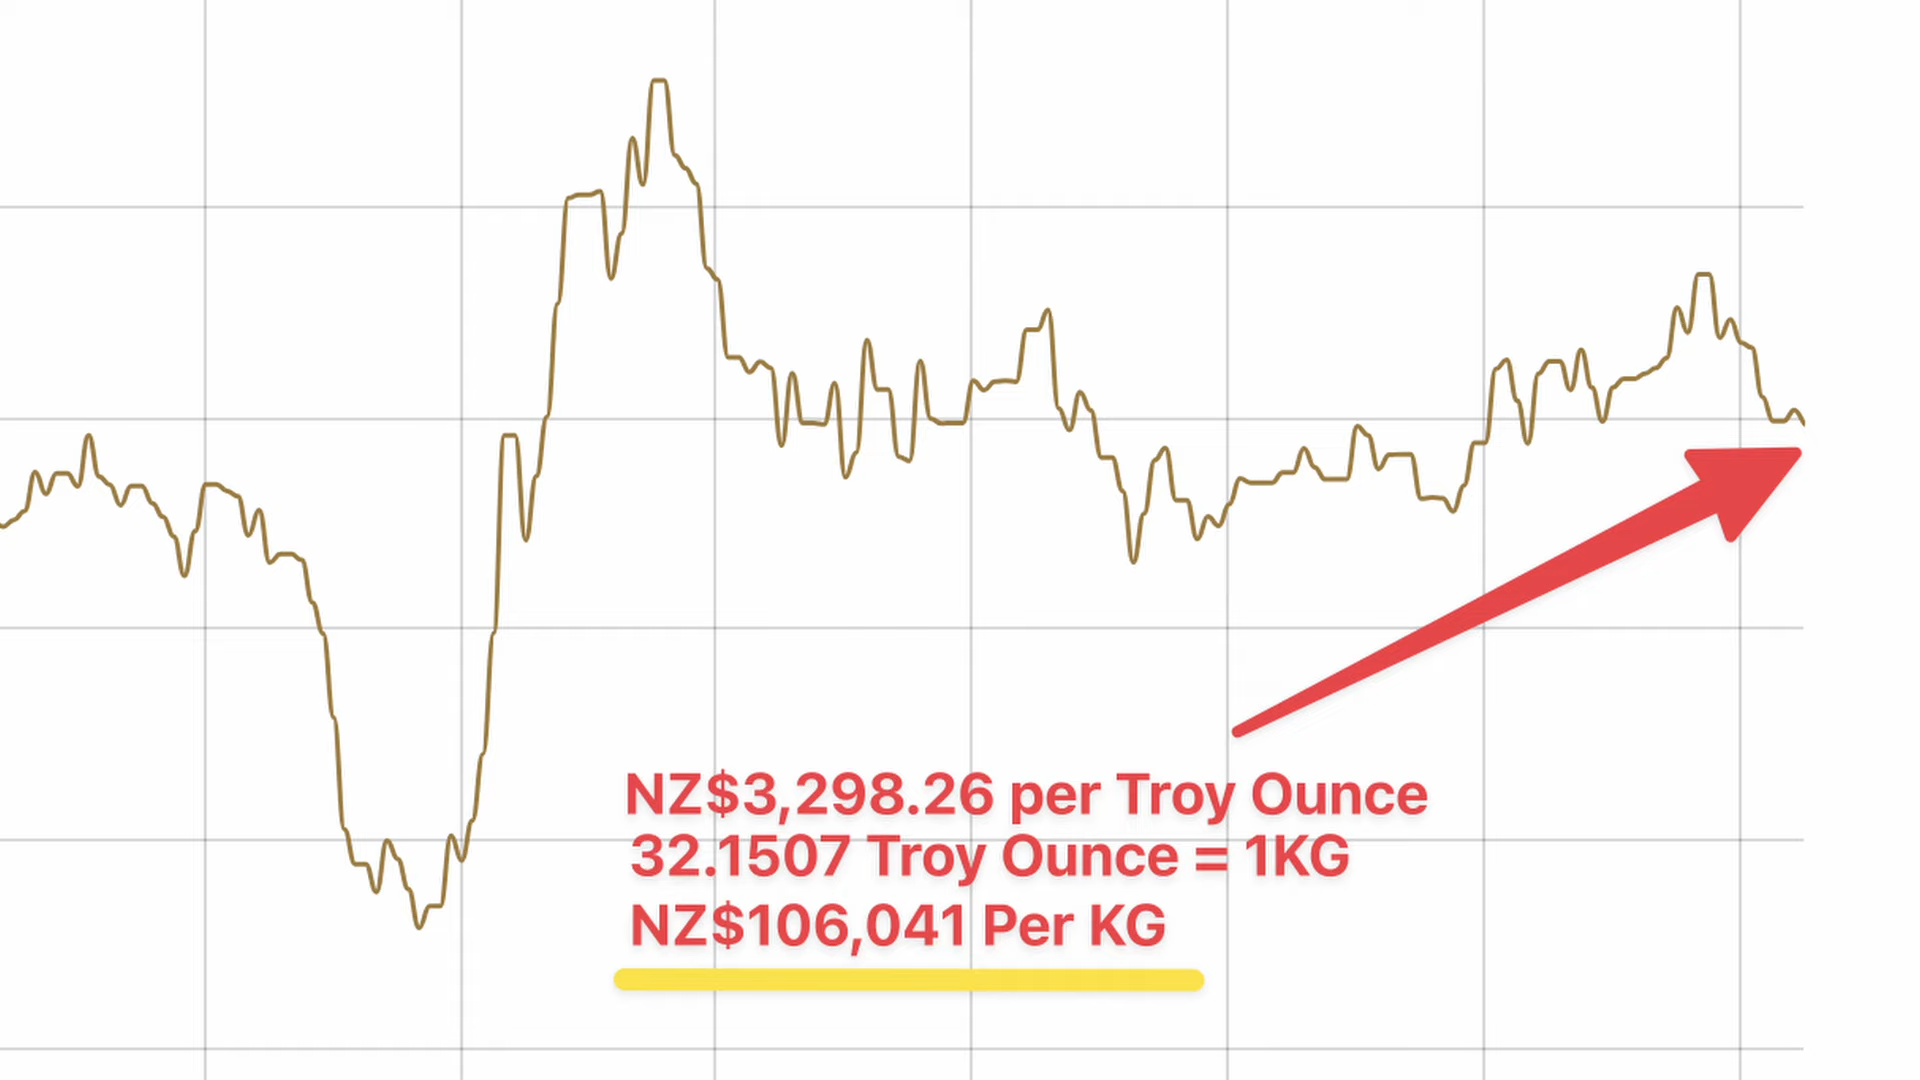 NZ$3,298.26 per Troy Ounce
32.1507 Troy Ounce = 1KG
NZ$106,041 Per KG